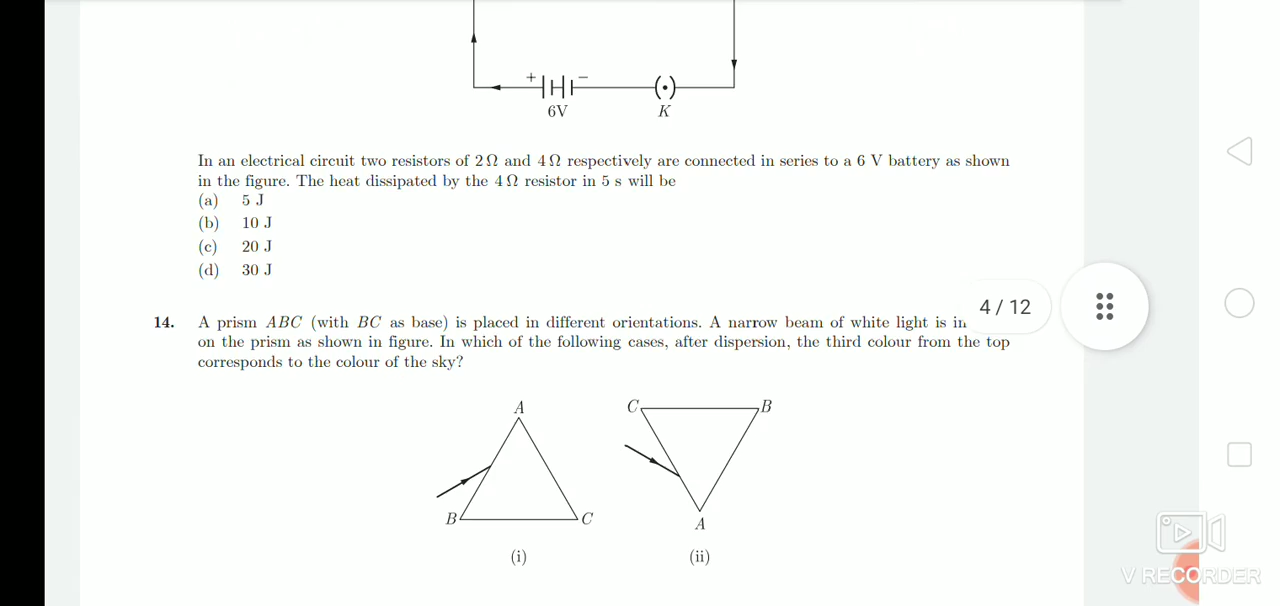 + −
6V K
In an electrical circuit two resistors of 2 Ω and 4 Ω respectively are connected in series to a 6 V battery as shown
in the figure. The heat dissipated by the 4 Ω resistor in 5 s will be
(a) 5 J
(b) 10 J
(c) 20 J
(d) 30 J
14. A prism ABC (with BC as base) is placed in different orientations. A narrow beam of white light is in
on the prism as shown in figure. In which of the following cases, after dispersion, the third colour from the top
corresponds to the colour of the sky?
4 / 12
A C B
B C A
(i) (ii)
V RECORDER